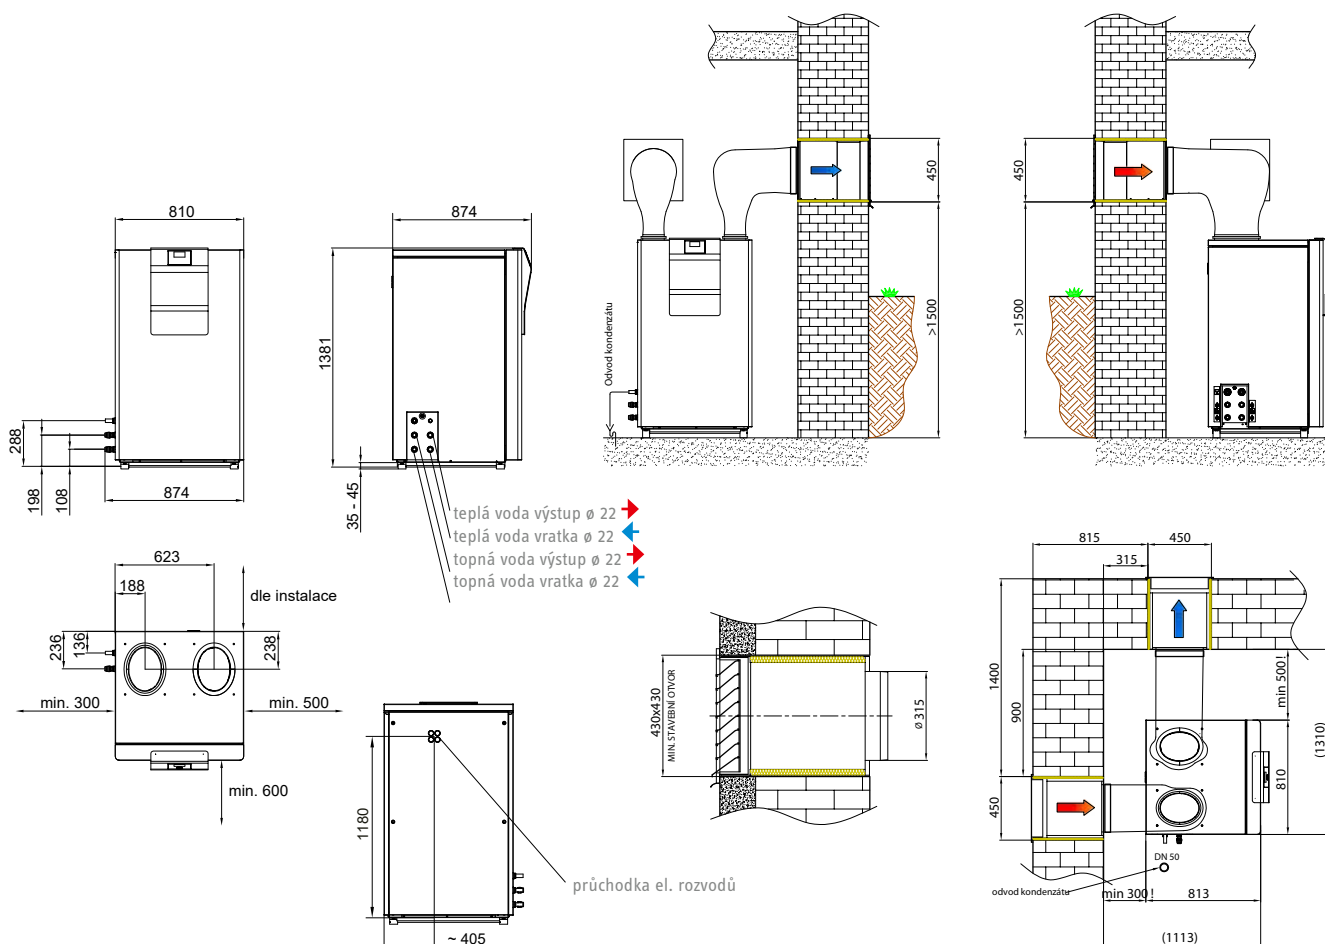 810
288
198
108
874
874
1381
35 - 45
teplá voda výstup ø 22
teplá voda vratka ø 22
topná voda výstup ø 22
topná voda vratka ø 22
Odvod kondenzátu
450
>1500
450
>1500
623
188
dle instalace
236
136
238
min. 300
min. 500
min. 600
1180
~ 405
průchodka el. rozvodů
430x430
MIN. STAVEBNÍ OTVOR
Ø 315
815
450
315
1400
900
450
min 500!
810
(1310)
DN 50
odvod kondenzátu
min 300!
813
(1113)